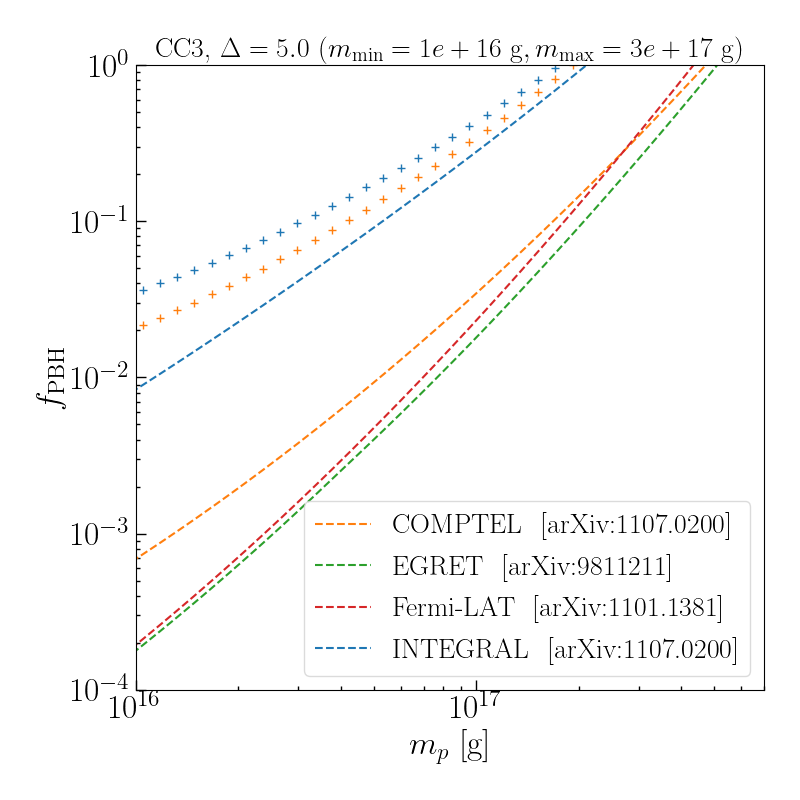 CC3, Δ = 5.0 (m_min = 1e + 16 g, m_max = 3e + 17 g)
10^0
10^−1
10^−2
10^−3
10^−4
f_PBH
COMPTEL [arXiv:1107.0200]
EGRET [arXiv:9811211]
Fermi-LAT [arXiv:1101.1381]
INTEGRAL [arXiv:1107.0200]
10^16
10^17
m_p [g]